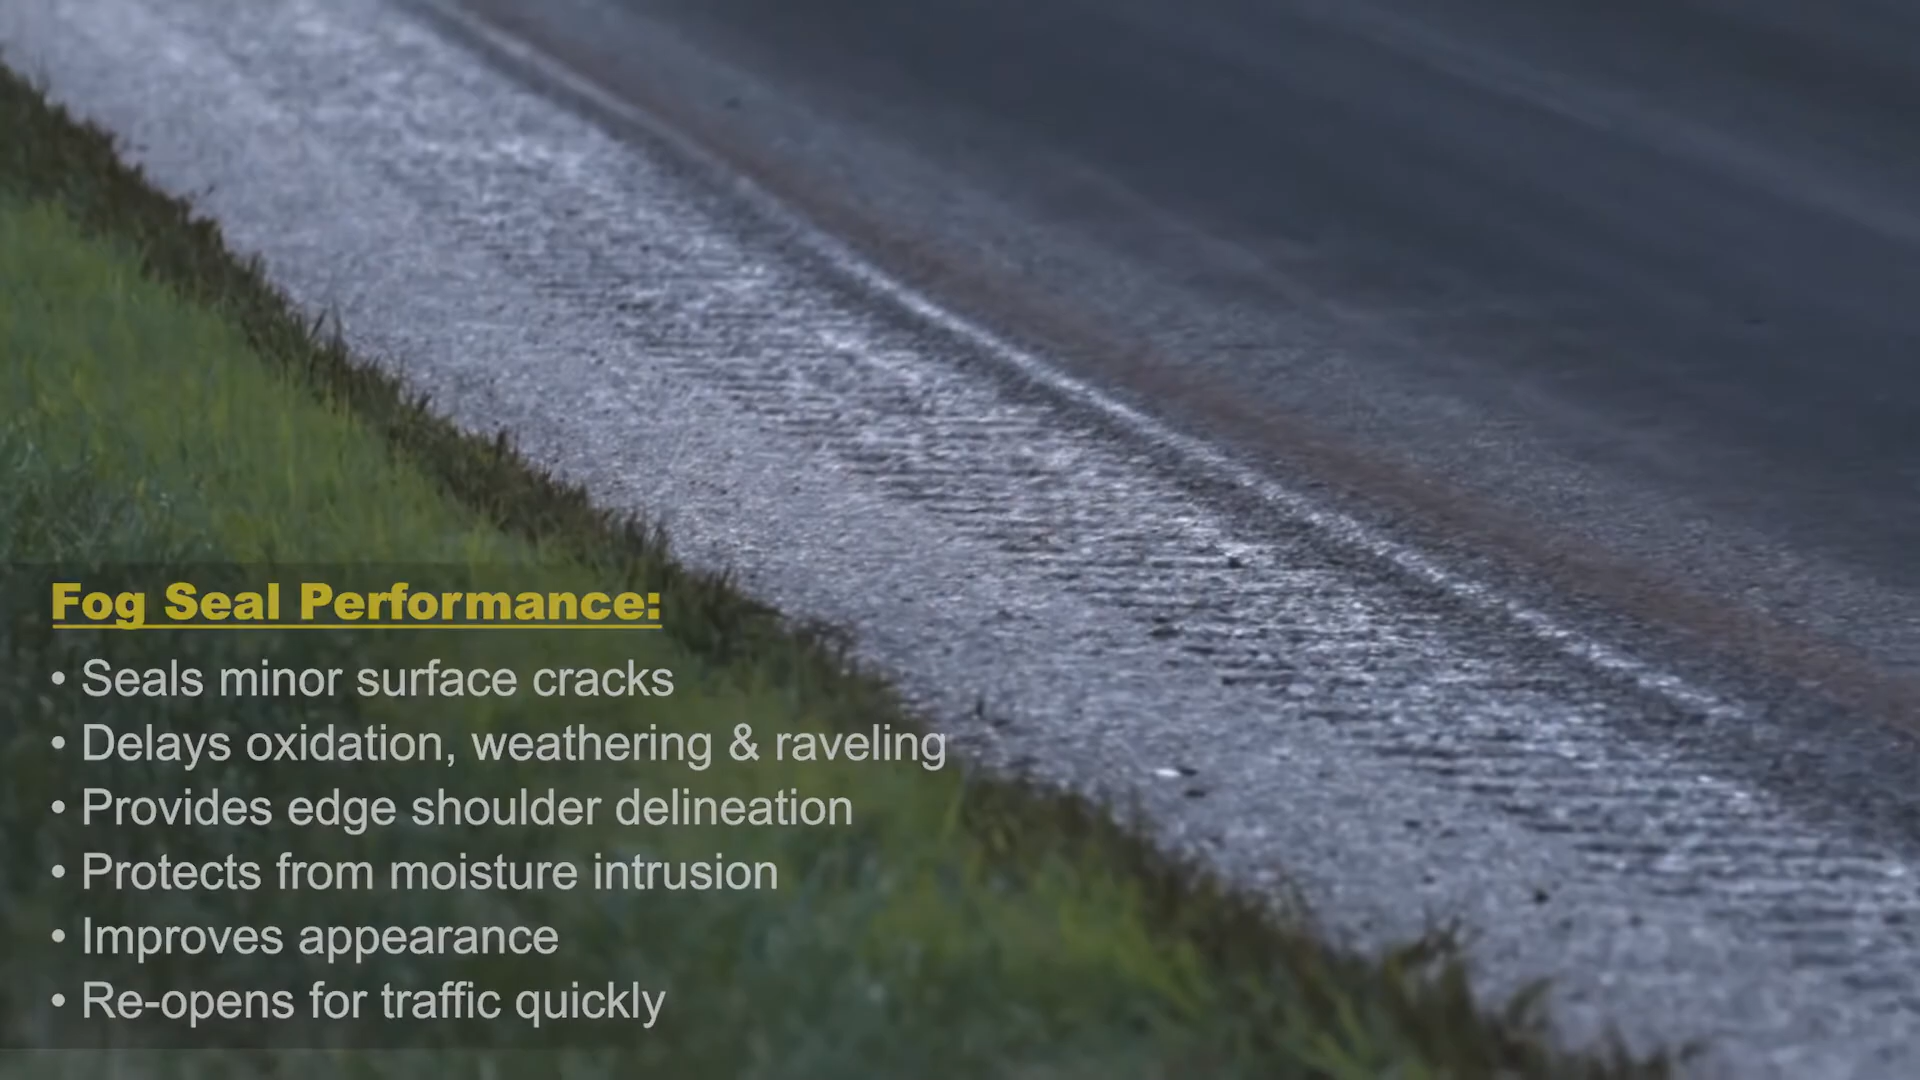 Fog Seal Performance:
• Seals minor surface cracks
• Delays oxidation, weathering & raveling
• Provides edge shoulder delineation
• Protects from moisture intrusion
• Improves appearance
• Re-opens for traffic quickly